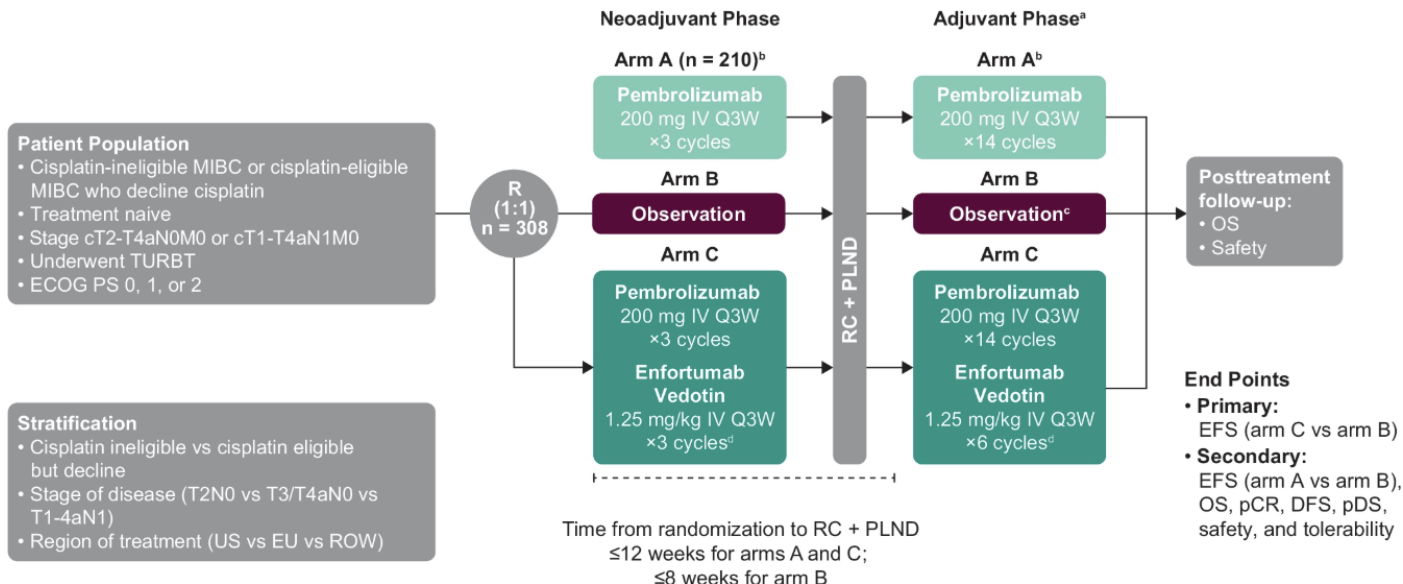 Patient Population
• Cisplatin-ineligible MIBC or cisplatin-eligible
MIBC who decline cisplatin
• Treatment naive
• Stage cT2-T4aN0M0 or cT1-T4aN1M0
• Underwent TURBT
• ECOG PS 0, 1, or 2
Stratification
• Cisplatin ineligible vs cisplatin eligible
but decline
• Stage of disease (T2N0 vs T3/T4aN0 vs
T1-4aN1)
• Region of treatment (US vs EU vs ROW)
R
(1:1)
n = 308
Neoadjuvant Phase
Arm A (n = 210)ᵇ
Pembrolizumab
200 mg IV Q3W
×3 cycles
Arm B
Observation
Arm C
Pembrolizumab
200 mg IV Q3W
×3 cycles
Enfortumab
Vedotin
1.25 mg/kg IV Q3W
×3 cyclesᵈ
Time from randomization to RC + PLND
≤12 weeks for arms A and C;
≤8 weeks for arm B
RC + PLND
Adjuvant Phaseᵃ
Arm Aᵇ
Pembrolizumab
200 mg IV Q3W
×14 cycles
Arm B
Observationᶜ
Arm C
Pembrolizumab
200 mg IV Q3W
×14 cycles
Enfortumab
Vedotin
1.25 mg/kg IV Q3W
×6 cyclesᵈ
Posttreatment
follow-up:
• OS
• Safety
End Points
• Primary:
EFS (arm C vs arm B)
• Secondary:
EFS (arm A vs arm B),
OS, pCR, DFS, pDS,
safety, and tolerability